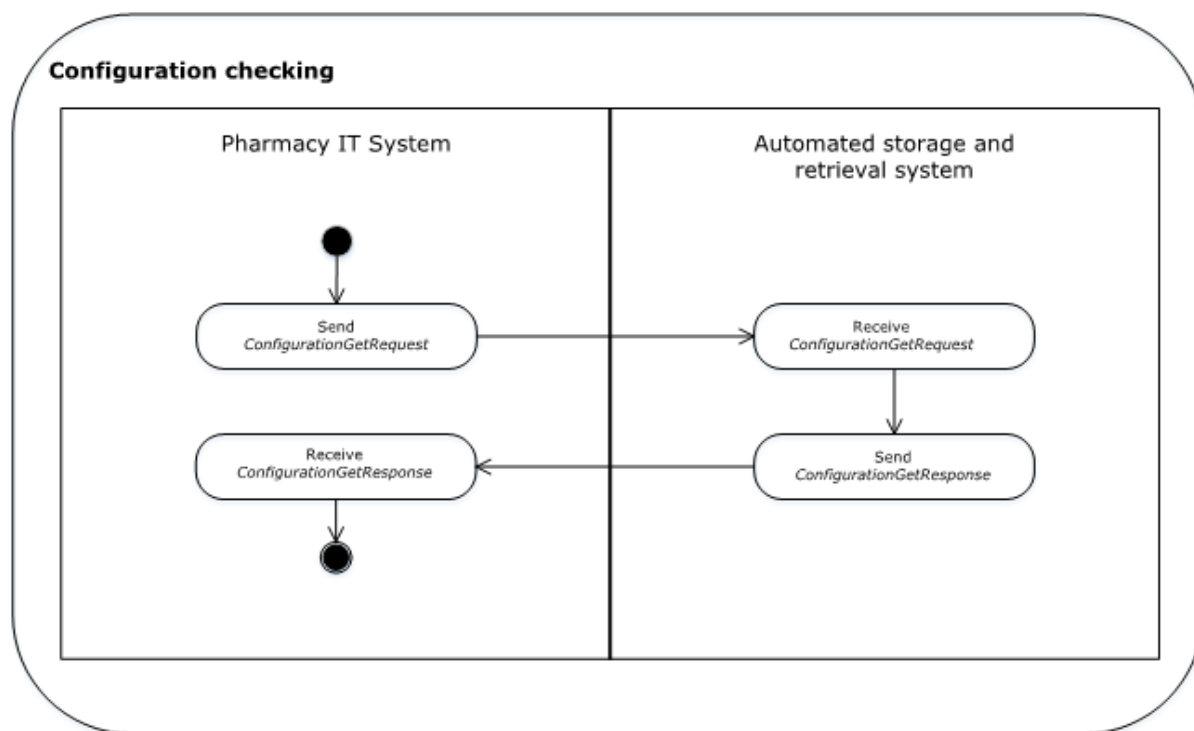 Configuration checking
Pharmacy IT System
Automated storage and
retrieval system
Send
ConfigurationGetRequest
Receive
ConfigurationGetRequest
Receive
ConfigurationGetResponse
Send
ConfigurationGetResponse